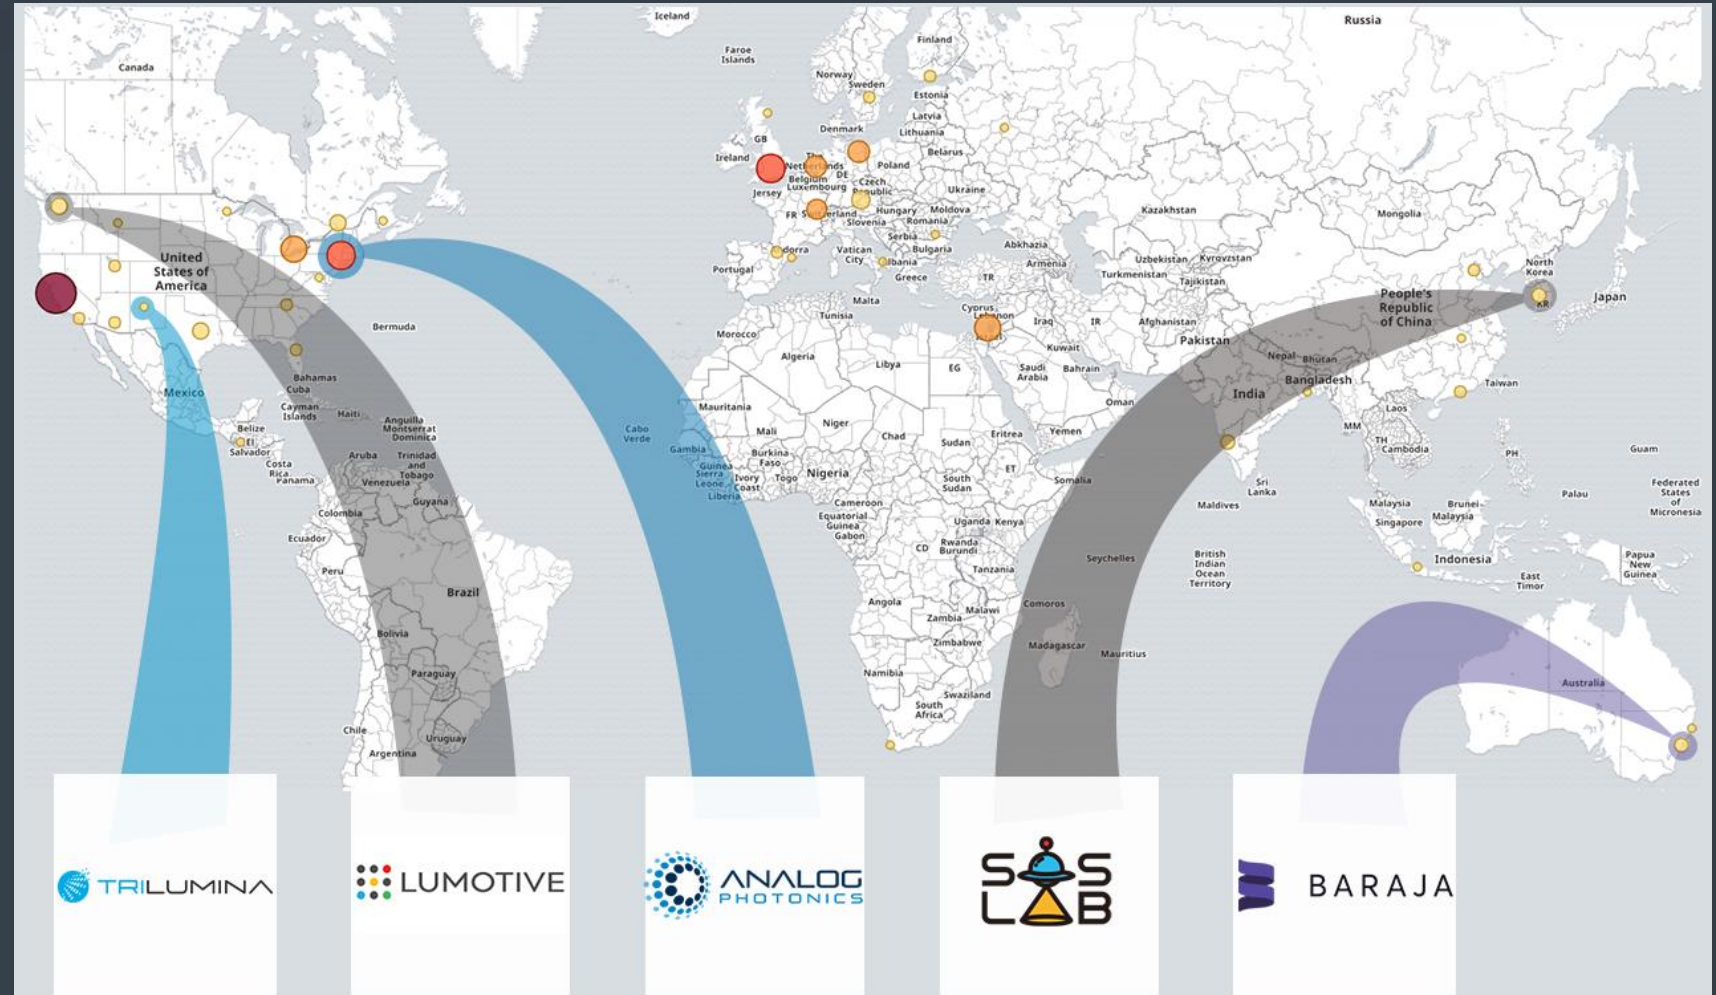 Iceland
Russia
Faroe
Islands
Finland
Canada
Norway
Sweden
Estonia
Latvia
Lithuania
Denmark
GB
Ireland
Netherlands
Belgium
DE
Luxembourg
Poland
Belarus
Jersey
Czech
Republic
Ukraine
FR
Switzerland
Hungary
Moldova
Slovenia
Romania
Kazakhstan
Mongolia
Serbia
Portugal
Vatican
City
Bulgaria
Abkhazia
Armenia
Uzbekistan
Kyrgyzstan
Turkmenistan
Tajikistan
Greece
TR
North
Korea
KR
Japan
United
States of
America
People's
Republic
of China
Malta
Tunisia
Cyprus
Iraq
IR
Afghanistan
Bermuda
Morocco
Kuwait
Pakistan
Algeria
Libya
EG
Saudi
Arabia
Bahrain
Nepal
Bhutan
Bangladesh
Taiwan
India
Bahamas
Cuba
Mexico
Cayman
Islands
Haiti
Anguilla
Montserrat
Dominica
Oman
Mauritania
Laos
Belize
El
Salvador
Cabo
Verde
Mali
Niger
Chad
Sudan
Eritrea
Yemen
MM
TH
Cambodia
PH
Guam
Costa
Rica
Panama
Aruba
Trinidad
and
Tobago
Venezuela
Gambia
Guinea
Sierra
Leone
Liberia
Burkina
Faso
Ivory
Coast
Togo
Nigeria
South
Sudan
ET
Somalia
Sri
Lanka
Maldives
Malaysia
Singapore
Brunei
Malaysia
Palau
Federated
States
of
Micronesia
Colombia
Guyana
Cameroon
Equatorial
Guinea
Gabon
Uganda
Kenya
Ecuador
CD
Rwanda
Burundi
Tanzania
Seychelles
British
Indian
Ocean
Territory
Indonesia
East
Timor
Papua
New
Guinea
Peru
Brazil
Angola
Zambia
Malawi
Comoros
Bolivia
Zimbabwe
Madagascar
Mauritius
Paraguay
Namibia
Swaziland
South
Africa
Australia
Chile
Uruguay
Argentina
TRILUMINA
LUMOTIVE
ANALOG
PHOTONICS
SOS
LAB
BARAJA